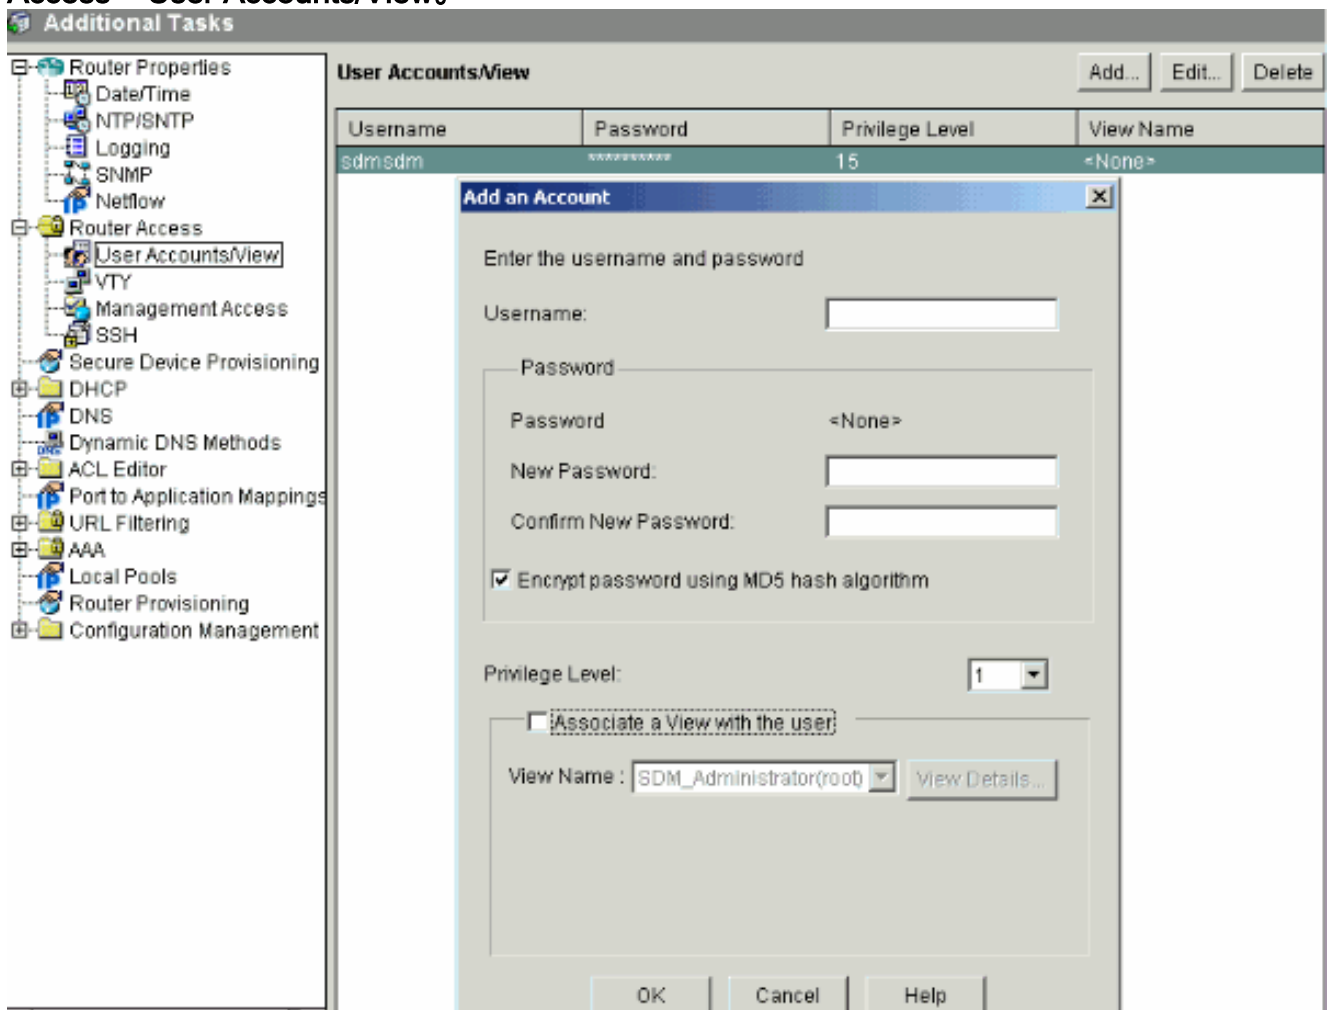 Access > User Accounts/View。
Additional Tasks
Router Properties
Date/Time
NTP/SNTP
Logging
SNMP
Netflow
Router Access
User Accounts/View
VTY
Management Access
SSH
Secure Device Provisioning
DHCP
DNS
Dynamic DNS Methods
ACL Editor
Port to Application Mappings
URL Filtering
AAA
Local Pools
Router Provisioning
Configuration Management
User Accounts/View
Add... Edit... Delete
Username Password Privilege Level View Name
sdmsdm ********** 15 <None>
Add an Account
Enter the username and password
Username:
Password
Password <None>
New Password:
Confirm New Password:
Encrypt password using MD5 hash algorithm
Privilege Level: 1
Associate a View with the user
View Name : SDM_Administrator(root) View Details...
OK Cancel Help